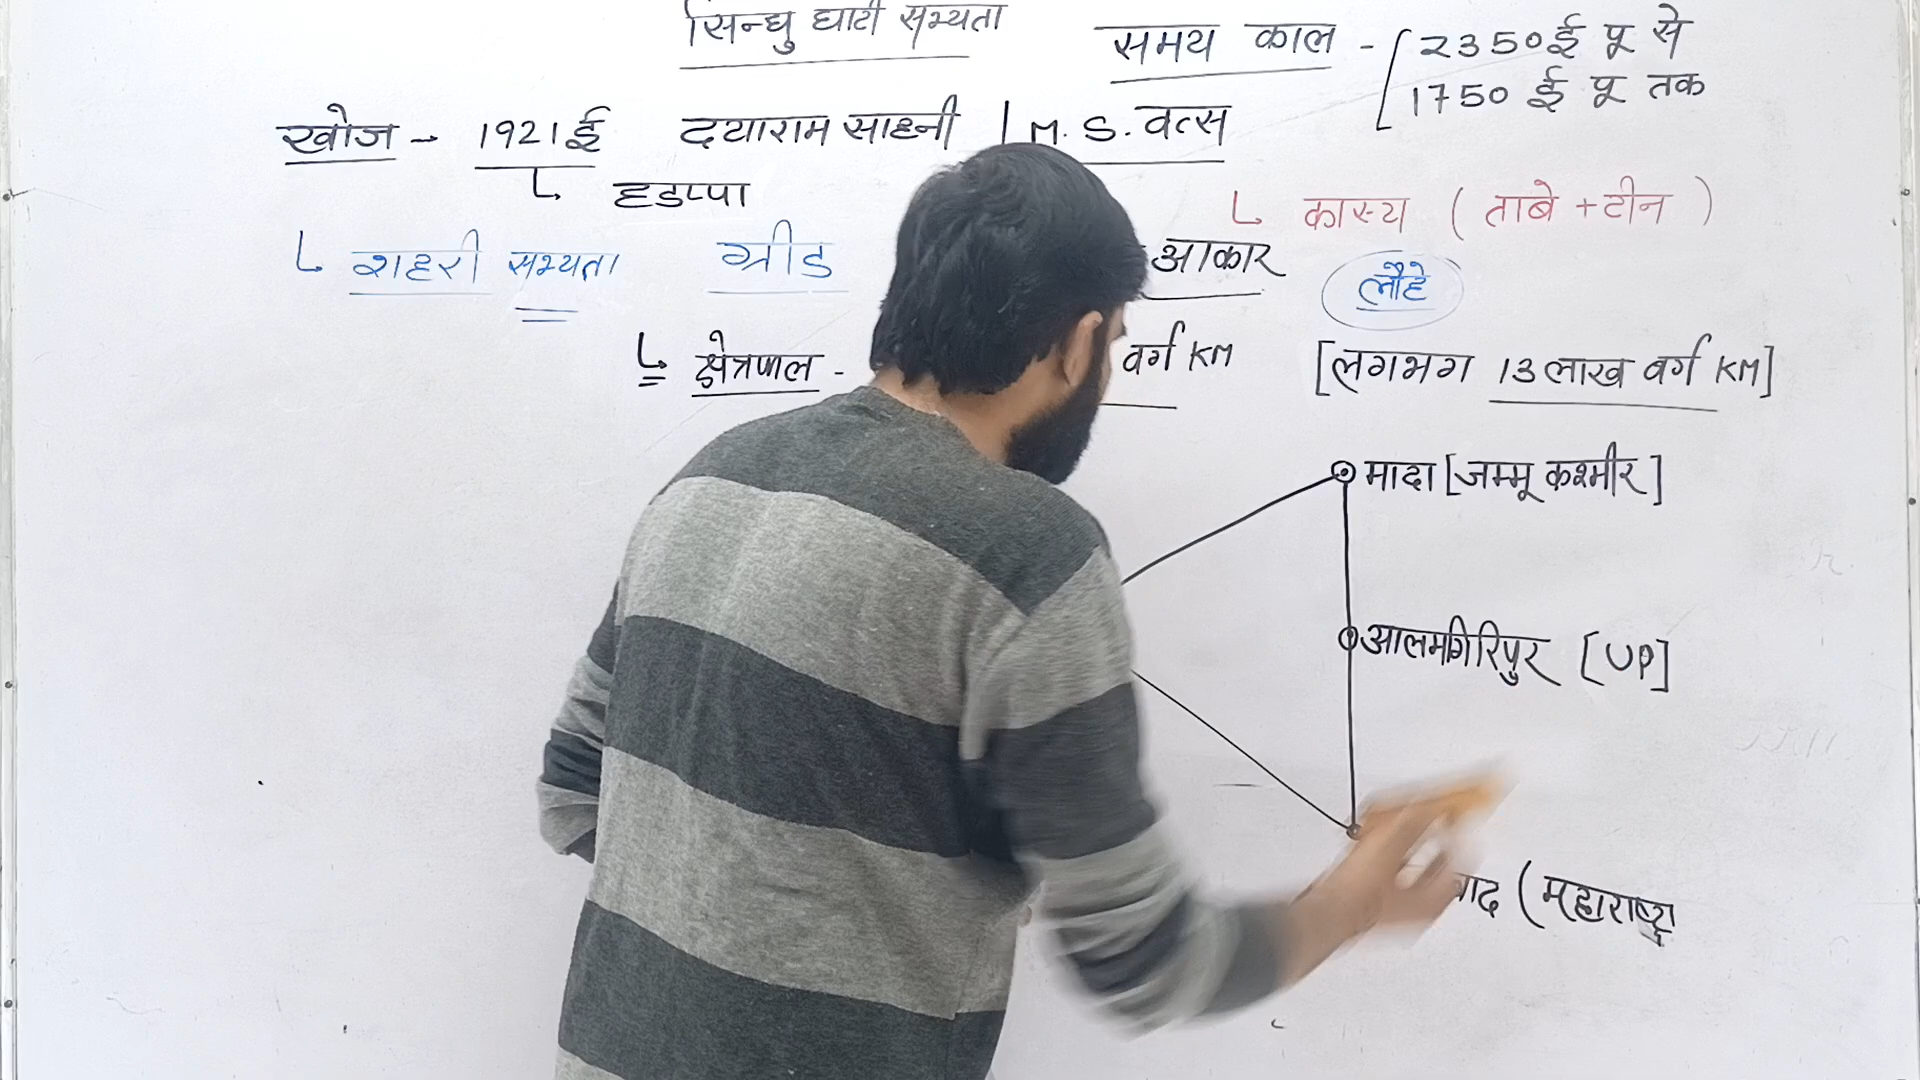 सिन्धु घाटी सभ्यता
समय काल - [ 2350 ई पू से
1750 ई पू तक
खोज - 1921 ई दयाराम साहनी / M. S. वत्स
हडप्पा
कास्य ( ताबे + टीन )
शहरी सभ्यता ग्रीड आकार लौहे
क्षेत्रफल - वर्ग KM [लगभग 13 लाख वर्ग KM]
मादा [जम्मू कश्मीर]
आलमगिरिपुर [UP]
(महाराष्ट्र